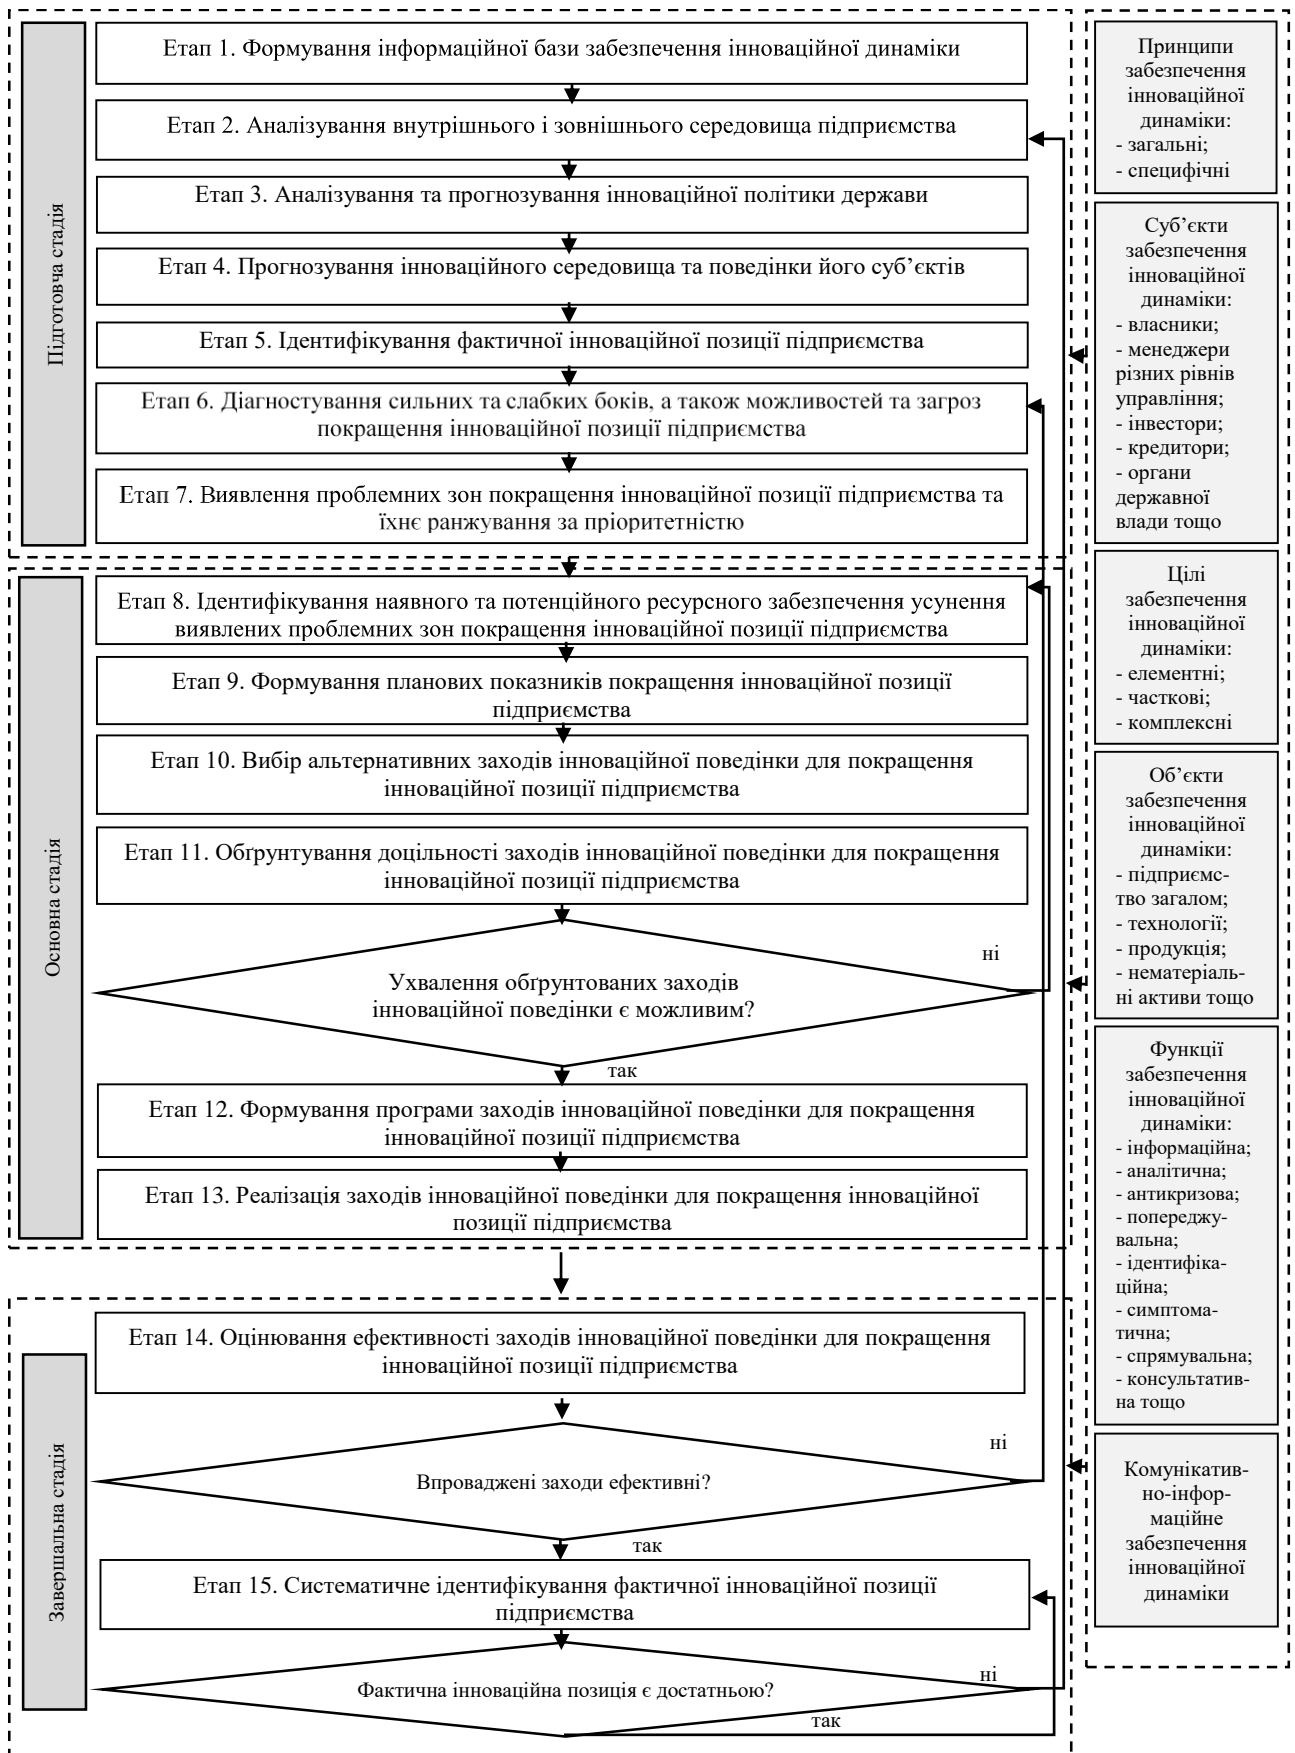 Підготовча стадія
Етап 1. Формування інформаційної бази забезпечення інноваційної динаміки
Етап 2. Аналізування внутрішнього і зовнішнього середовища підприємства
Етап 3. Аналізування та прогнозування інноваційної політики держави
Етап 4. Прогнозування інноваційного середовища та поведінки його суб’єктів
Етап 5. Ідентифікування фактичної інноваційної позиції підприємства
Етап 6. Діагностування сильних та слабких боків, а також можливостей та загроз
покращення інноваційної позиції підприємства
Етап 7. Виявлення проблемних зон покращення інноваційної позиції підприємства та
їхнє ранжування за пріоритетністю
Основна стадія
Етап 8. Ідентифікування наявного та потенційного ресурсного забезпечення усунення
виявлених проблемних зон покращення інноваційної позиції підприємства
Етап 9. Формування планових показників покращення інноваційної позиції
підприємства
Етап 10. Вибір альтернативних заходів інноваційної поведінки для покращення
інноваційної позиції підприємства
Етап 11. Обґрунтування доцільності заходів інноваційної поведінки для покращення
інноваційної позиції підприємства
ні
Ухвалення обґрунтованих заходів
інноваційної поведінки є можливим?
так
Етап 12. Формування програми заходів інноваційної поведінки для покращення
інноваційної позиції підприємства
Етап 13. Реалізація заходів інноваційної поведінки для покращення інноваційної
позиції підприємства
Завершальна стадія
Етап 14. Оцінювання ефективності заходів інноваційної поведінки для покращення
інноваційної позиції підприємства
ні
Впроваджені заходи ефективні?
так
Етап 15. Систематичне ідентифікування фактичної інноваційної позиції
підприємства
ні
Фактична інноваційна позиція є достатньою?
так
Принципи
забезпечення
інноваційної
динаміки:
- загальні;
- специфічні
Суб’єкти
забезпечення
інноваційної
динаміки:
- власники;
- менеджери
різних рівнів
управління;
- інвестори;
- кредитори;
- органи
державної
влади тощо
Цілі
забезпечення
інноваційної
динаміки:
- елементні;
- часткові;
- комплексні
Об’єкти
забезпечення
інноваційної
динаміки:
- підприємс-
тво загалом;
- технології;
- продукція;
- нематеріаль-
ні активи тощо
Функції
забезпечення
інноваційної
динаміки:
- інформаційна;
- аналітична;
- антикризова;
- попереджу-
вальна;
- ідентифіка-
ційна;
- симптома-
тична;
- спрямувальна;
- консультатив-
на тощо
Комунікатив-
но-інфор-
маційне
забезпечення
інноваційної
динаміки